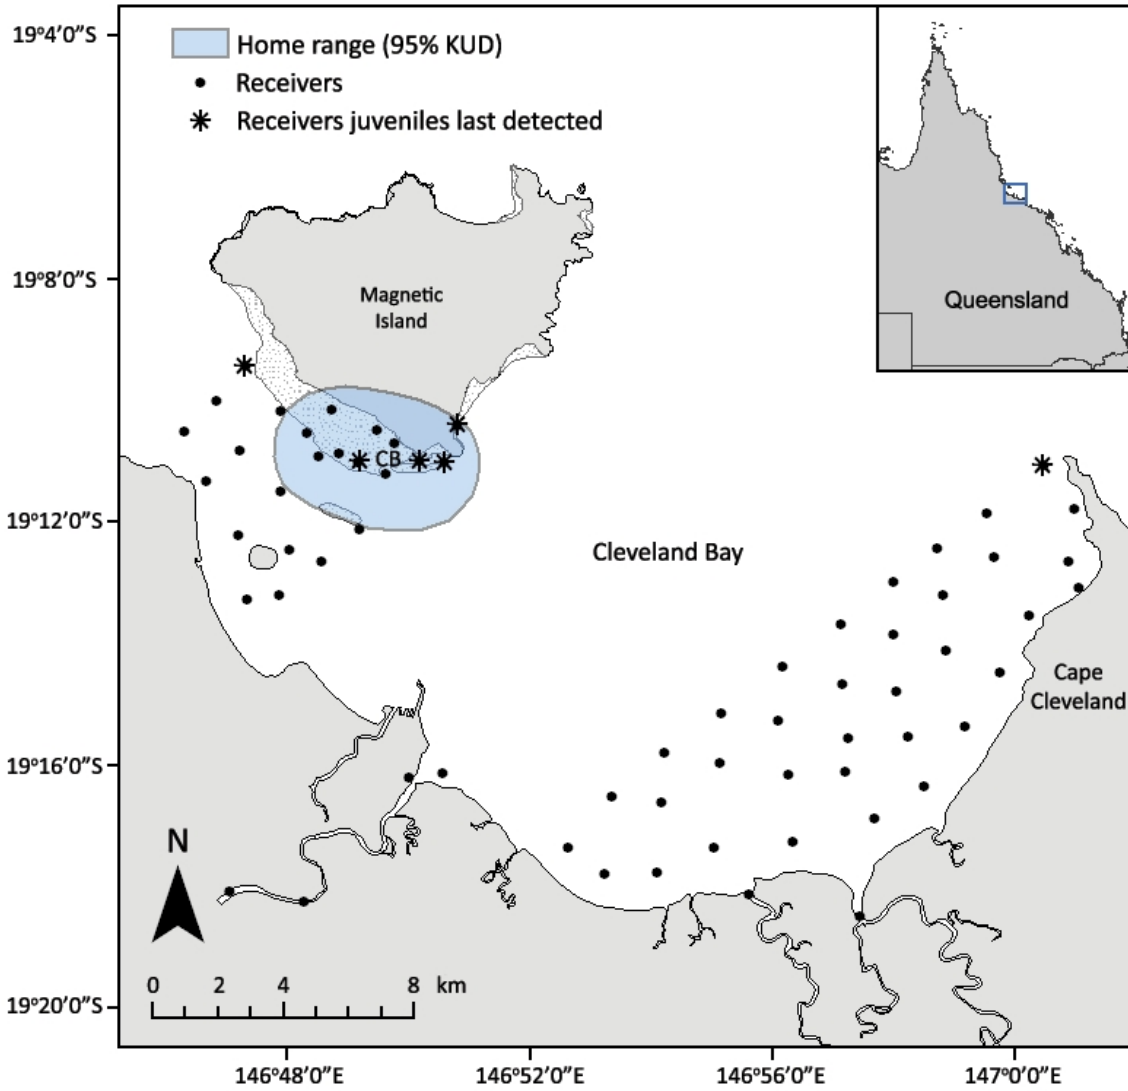 19°4'0"S
Home range (95% KUD)
Receivers
Receivers juveniles last detected
Queensland
19°8'0"S
Magnetic
Island
CB
19°12'0"S
Cleveland Bay
Cape
Cleveland
19°16'0"S
N
0 2 4 8 km
19°20'0"S
146°48'0"E 146°52'0"E 146°56'0"E 147°0'0"E